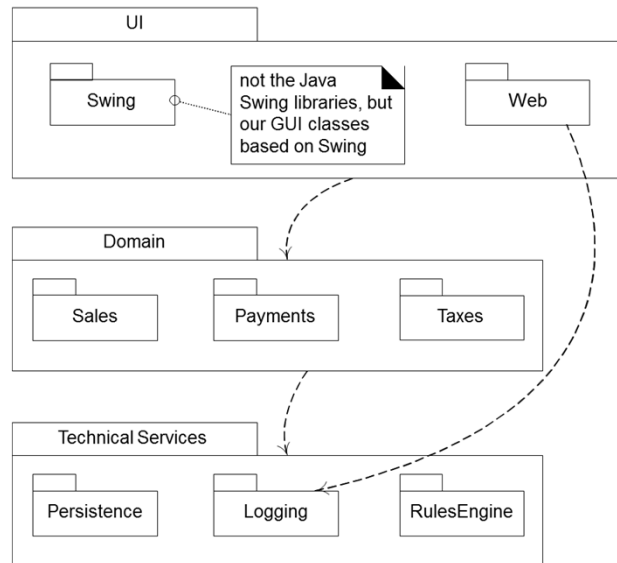 UI
Swing
not the Java
Swing libraries, but
our GUI classes
based on Swing
Web
Domain
Sales
Payments
Taxes
Technical Services
Persistence
Logging
RulesEngine